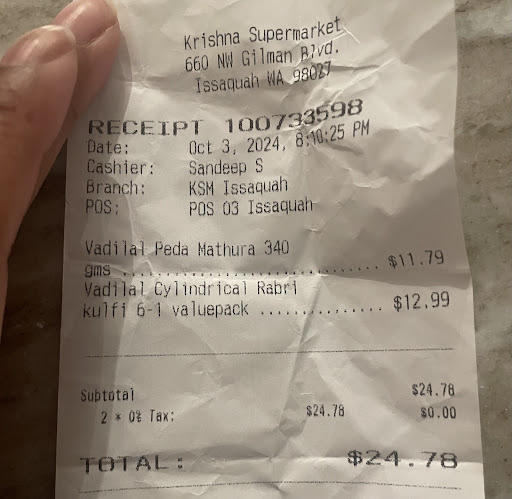 Krishna Supermarket
660 NW Gilman Blvd.
Issaquah WA 98027
RECEIPT 100733598
Date: Oct 3, 2024, 8:10:25 PM
Cashier: Sandeep S
Branch: KSM Issaquah
POS: POS 03 Issaquah
Vadilal Peda Mathura 340
gms ................................ $11.79
Vadilal Cylindrical Rabri
kulfi 6-1 valuepack ............... $12.99
Subtotal $24.78
2 * 0% Tax: $24.78 $0.00
TOTAL: $24.78